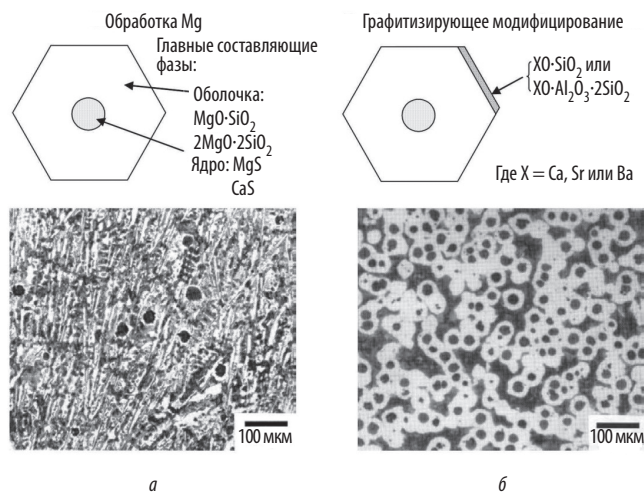 Обработка Mg
Главные составляющие
фазы:
Оболочка:
MgO·SiO₂
2MgO·2SiO₂
Ядро: MgS
CaS
100 мкм
а
Графитизирующее модифицирование
XO·SiO₂ или
XO·Al₂O₃·2SiO₂
Где X = Ca, Sr или Ba
100 мкм
б